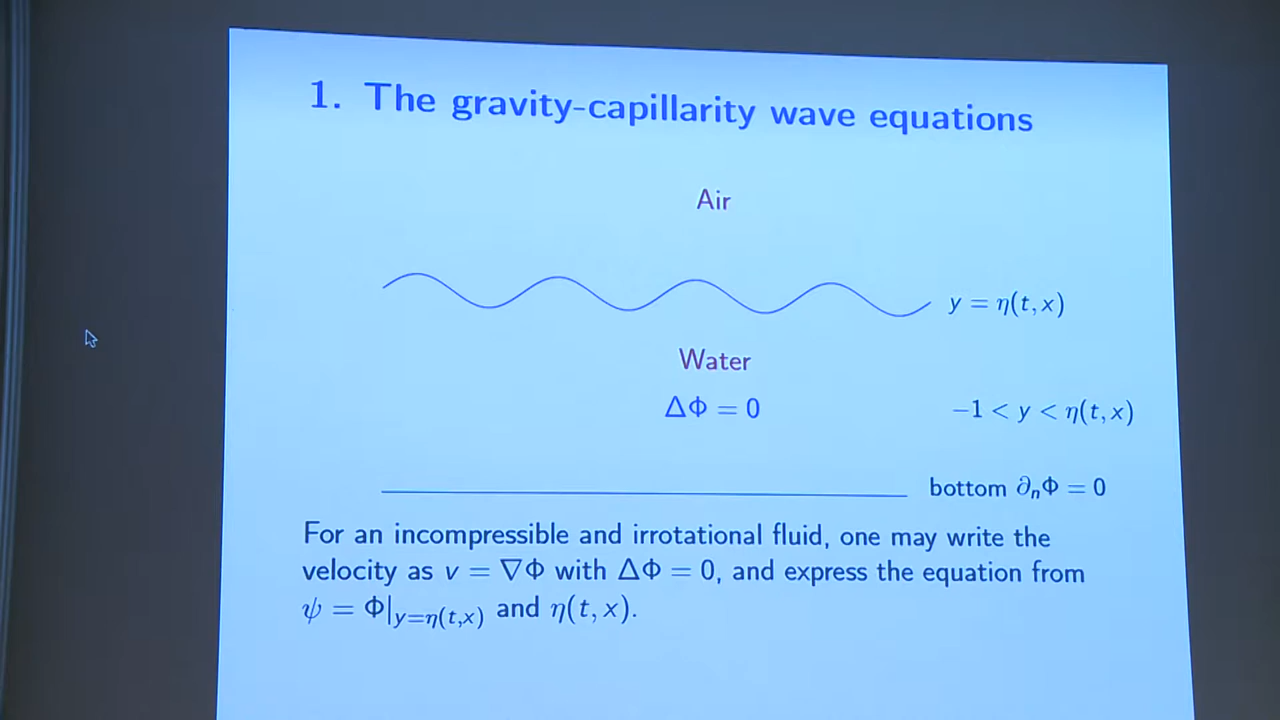 1. The gravity-capillarity wave equations
Air
y = η(t, x)
Water
ΔΦ = 0
−1 < y < η(t, x)
bottom ∂ₙΦ = 0
For an incompressible and irrotational fluid, one may write the
velocity as v = ∇Φ with ΔΦ = 0, and express the equation from
ψ = Φ|y=η(t,x) and η(t, x).